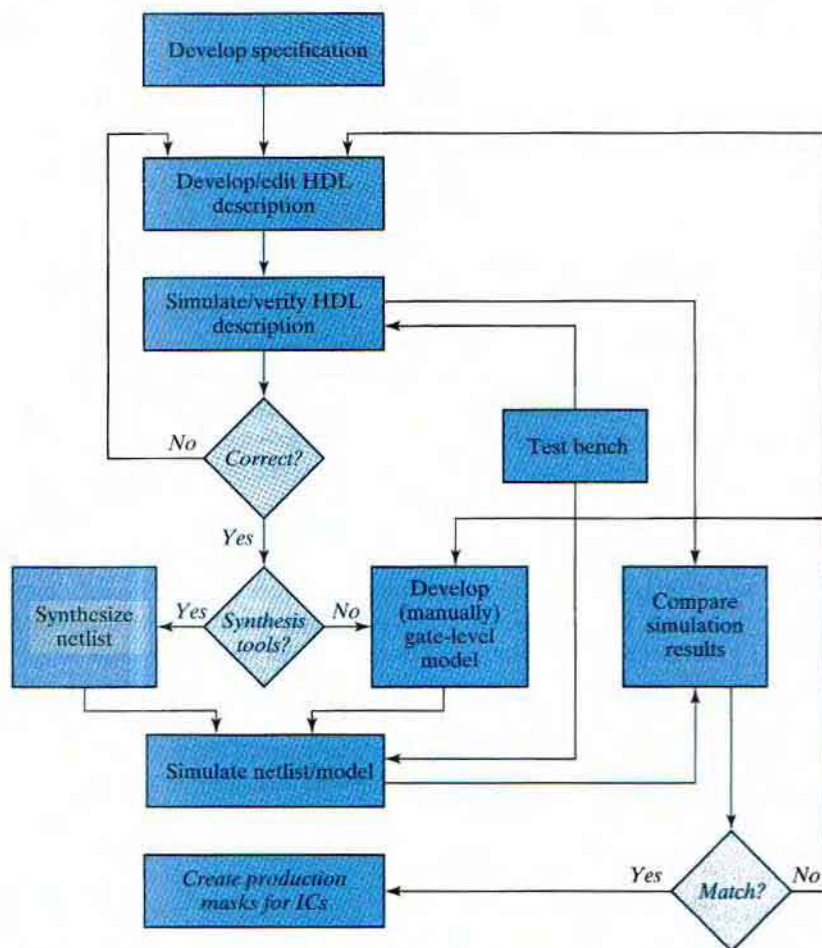 Develop specification
Develop/edit HDL
description
Simulate/verify HDL
description
No
Correct?
Test bench
Yes
Synthesize
netlist
Yes
Synthesis
tools?
No
Develop
(manually)
gate-level
model
Compare
simulation
results
Simulate netlist/model
Create production
masks for ICs
Yes
Match?
No